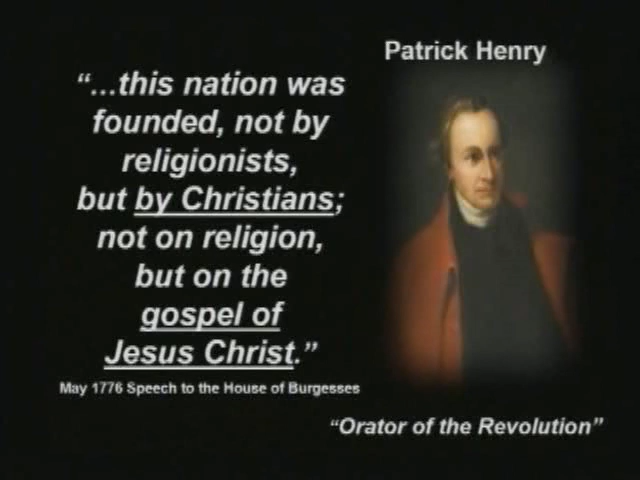 Patrick Henry
“...this nation was
founded, not by
religionists,
but by Christians;
not on religion,
but on the
gospel of
Jesus Christ.”
May 1776 Speech to the House of Burgesses
“Orator of the Revolution”